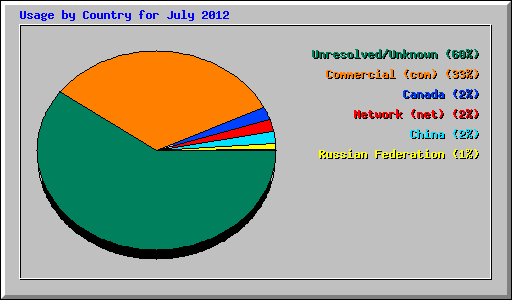 Usage by Country for July 2012
Unresolved/Unknown (60%)
Commercial (com) (33%)
Canada (2%)
Network (net) (2%)
China (2%)
Russian Federation (1%)